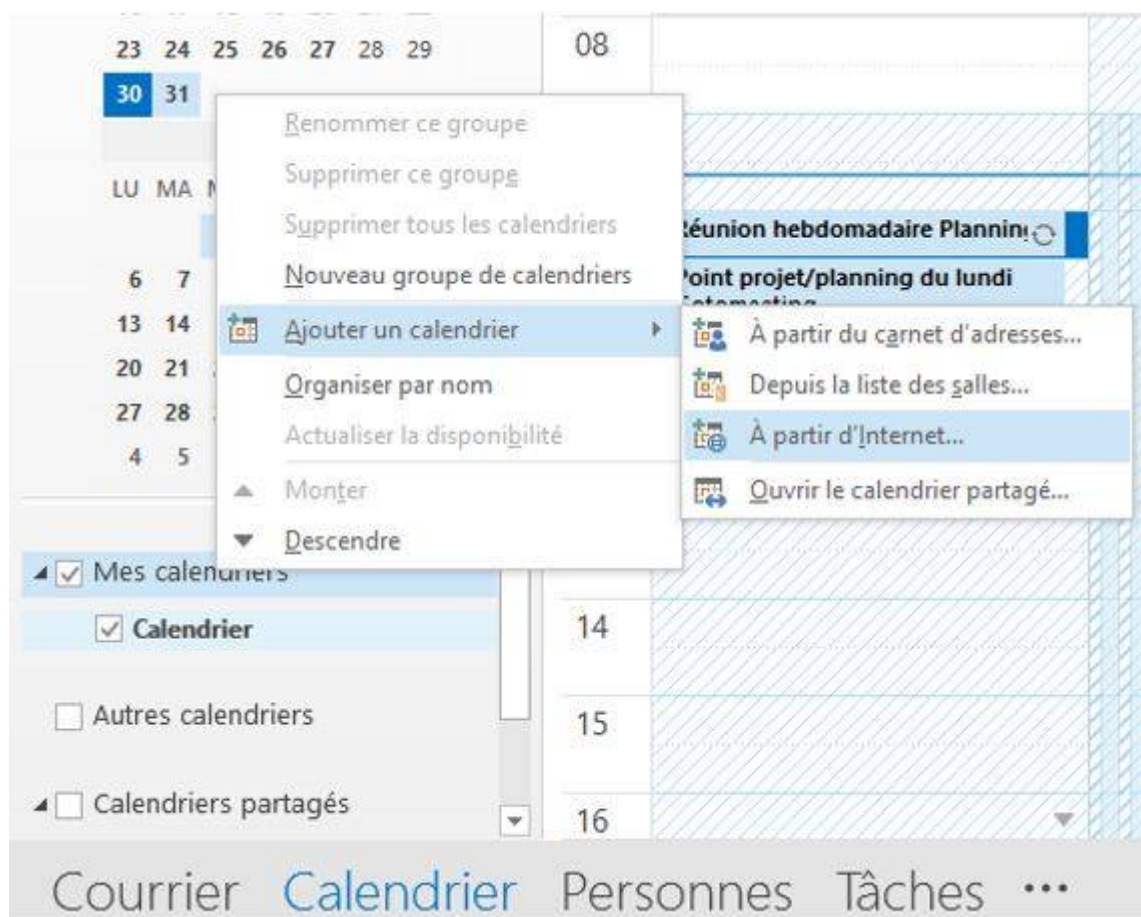 23 24 25 26 27 28 29
30 31
LU MA
6 7
13 14
20 21
27 28
4 5
Renommer ce groupe
Supprimer ce groupe
Supprimer tous les calendriers
Nouveau groupe de calendriers
Ajouter un calendrier
Organiser par nom
Actualiser la disponibilité
Monter
Descendre
À partir du carnet d'adresses...
Depuis la liste des salles...
À partir d'Internet...
Ouvrir le calendrier partagé...
08
Réunion hebdomadaire Planning
Point projet/planning du lundi
14
15
16
Mes calendriers
Calendrier
Autres calendriers
Calendriers partagés
Courrier Calendrier Personnes Tâches ...